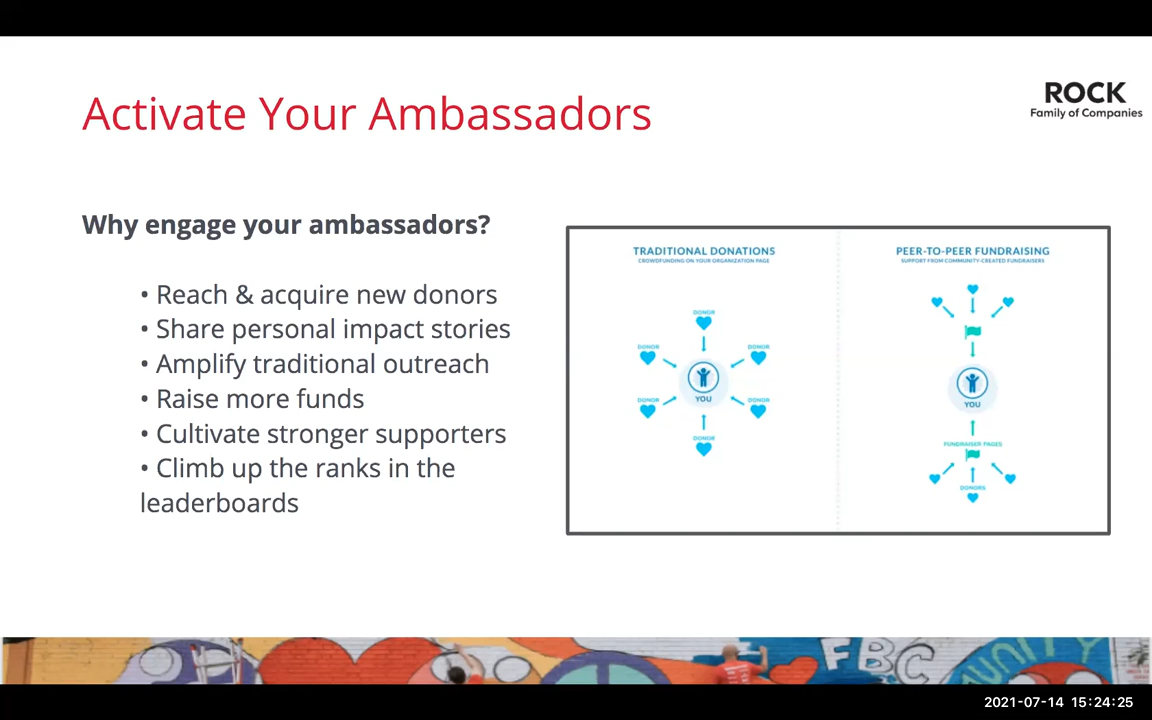 Activate Your Ambassadors
ROCK
Family of Companies
Why engage your ambassadors?
• Reach & acquire new donors
• Share personal impact stories
• Amplify traditional outreach
• Raise more funds
• Cultivate stronger supporters
• Climb up the ranks in the
leaderboards
TRADITIONAL DONATIONS
CROWDFUNDING ON YOUR ORGANIZATION PAGE
DONOR
DONOR
DONOR
YOU
DONOR
DONOR
DONOR
PEER-TO-PEER FUNDRAISING
SUPPORT FROM COMMUNITY-CREATED FUNDRAISERS
YOU
FUNDRAISER PAGES
DONORS
FBC
UNITY
2021-07-14 15:24:25